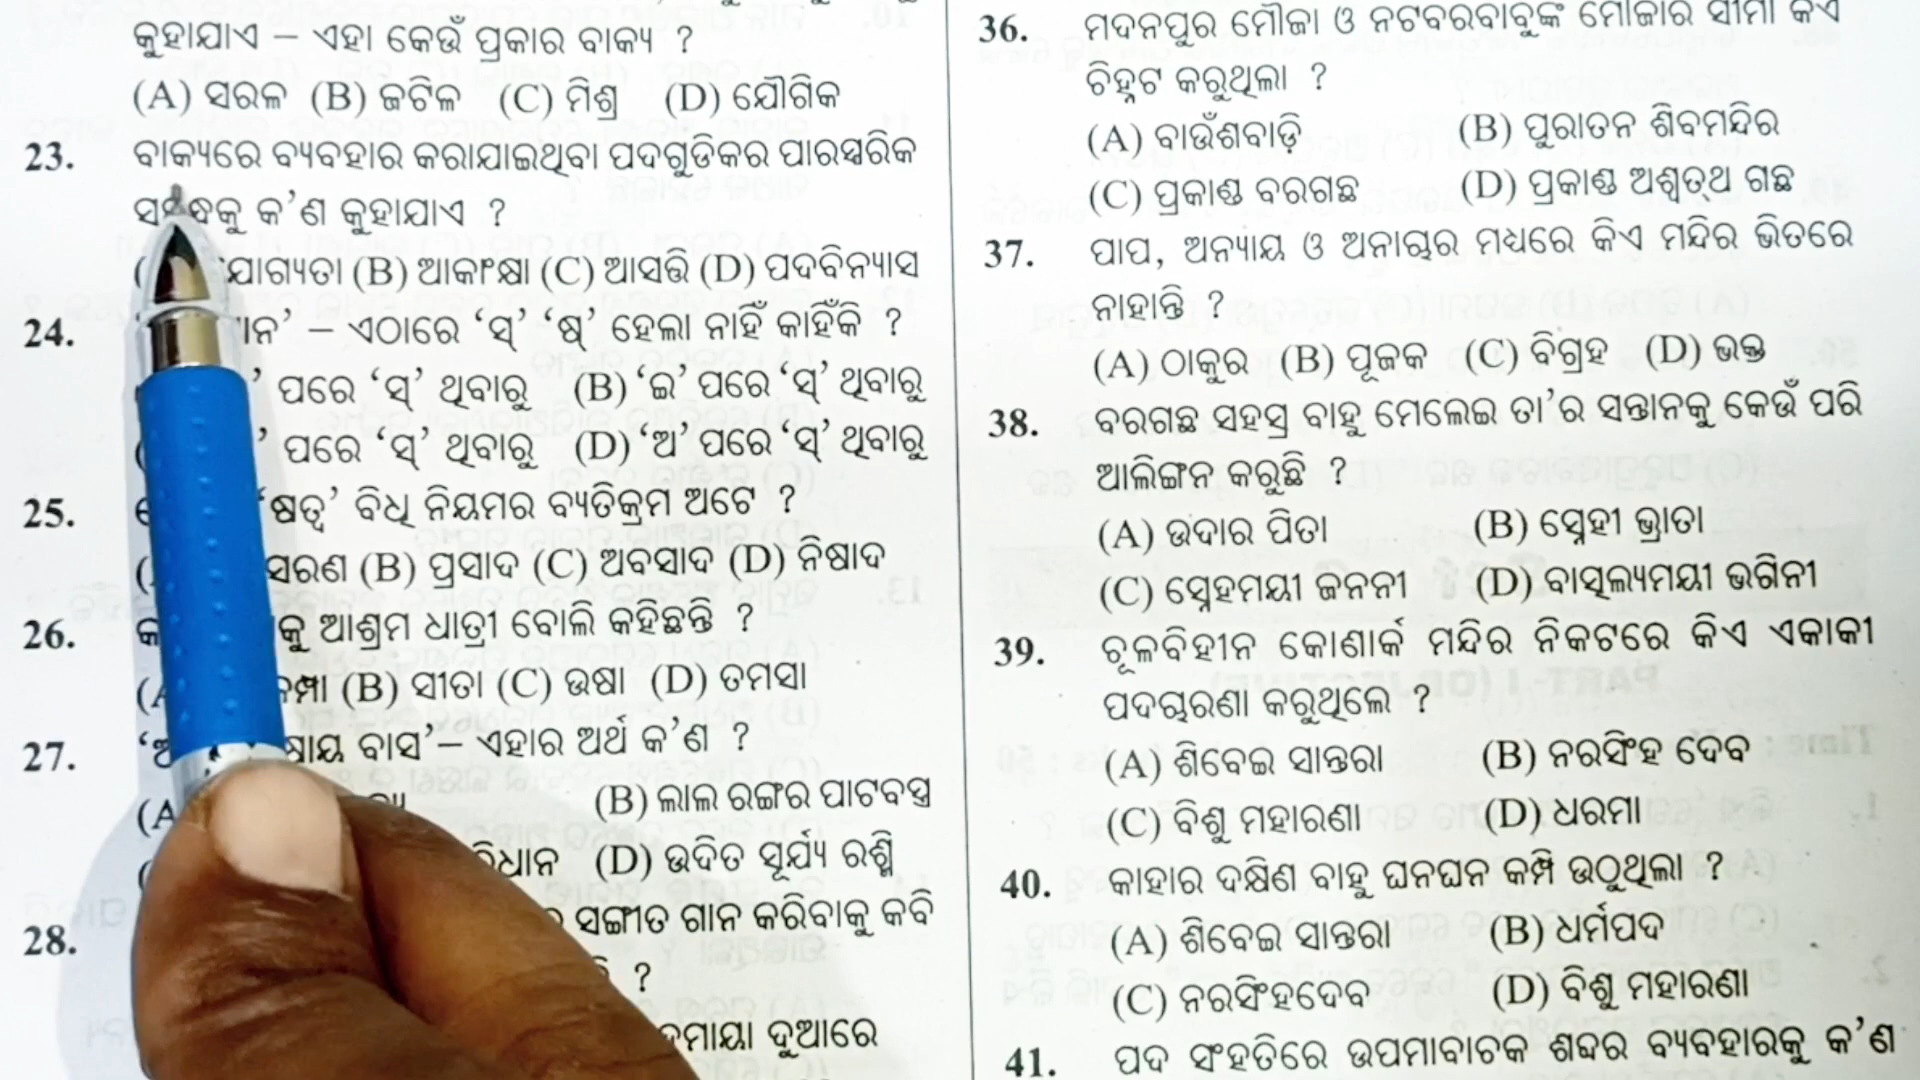 କୁହାଯାଏ – ଏହା କେଉଁ ପ୍ରକାର ବାକ୍ୟ ?
(A) ସରଳ (B) ଜଟିଳ (C) ମିଶ୍ର (D) ଯୌଗିକ
23. ବାକ୍ୟରେ ବ୍ୟବହାର କରାଯାଇଥିବା ପଦଗୁଡିକର ପାରସ୍ପରିକ
କ'ଣ କୁହାଯାଏ ?
(B) ଆକାଂକ୍ଷା (C) ଆସତ୍ତି (D) ପଦବିନ୍ୟାସ
24. – ଏଠାରେ ‘ସ୍’ ‘ଷ୍’ ହେଲା ନାହିଁ କାହିଁକି ?
ପରେ ‘ସ୍’ ଥିବାରୁ (B) ‘ଇ’ ପରେ ‘ସ୍’ ଥିବାରୁ
ପରେ ‘ସ୍’ ଥିବାରୁ (D) ‘ଅ’ ପରେ ‘ସ୍’ ଥିବାରୁ
25. ‘ଷତ୍ୱ’ ବିଧି ନିୟମର ବ୍ୟତିକ୍ରମ ଅଟେ ?
(B) ପ୍ରସାଦ (C) ଅବସାଦ (D) ନିଷାଦ
26. ଆଶ୍ରମ ଧାତ୍ରୀ ବୋଲି କହିଛନ୍ତି ?
(B) ସୀତା (C) ଉଷା (D) ତମସା
27. ବାସ’– ଏହାର ଅର୍ଥ କ'ଣ ?
(B) ଲାଲ ରଙ୍ଗର ପାଟବସ୍ତ୍ର
(D) ଉଦିତ ସୂର୍ଯ୍ୟ ରଶ୍ମି
28. ସଙ୍ଗୀତ ଗାନ କରିବାକୁ କବି
?
ଦୁଆରେ
36. ମଦନପୁର ମୌଜା ଓ ନଟବରବାବୁଙ୍କ ମୌଜାର ସୀମା କିଏ
ଚିହ୍ନଟ କରୁଥିଲା ?
(A) ବାଉଁଶବାଡ଼ି (B) ପୁରାତନ ଶିବମନ୍ଦିର
(C) ପ୍ରକାଣ୍ଡ ବରଗଛ (D) ପ୍ରକାଣ୍ଡ ଅଶ୍ୱତ୍‌ଥ ଗଛ
37. ପାପ, ଅନ୍ୟାୟ ଓ ଅନାଚାର ମଧ୍ୟରେ କିଏ ମନ୍ଦିର ଭିତରେ
ନାହାନ୍ତି ?
(A) ଠାକୁର (B) ପୂଜକ (C) ବିଗ୍ରହ (D) ଭକ୍ତ
38. ବରଗଛ ସହସ୍ର ବାହୁ ମେଲେଇ ତା'ର ସନ୍ତାନକୁ କେଉଁ ପରି
ଆଲିଙ୍ଗନ କରୁଛି ?
(A) ଉଦାର ପିତା (B) ସ୍ନେହୀ ଭ୍ରାତା
(C) ସ୍ନେହମୟୀ ଜନନୀ (D) ବାତ୍ସଲ୍ୟମୟୀ ଭଗିନୀ
39. ଚୂଳବିହୀନ କୋଣାର୍କ ମନ୍ଦିର ନିକଟରେ କିଏ ଏକାକୀ
ପଦଚାରଣା କରୁଥିଲେ ?
(A) ଶିବେଇ ସାନ୍ତରା (B) ନରସିଂହ ଦେବ
(C) ବିଶୁ ମହାରଣା (D) ଧରମା
40. କାହାର ଦକ୍ଷିଣ ବାହୁ ଘନଘନ କମ୍ପି ଉଠୁଥିଲା ?
(A) ଶିବେଇ ସାନ୍ତରା (B) ଧର୍ମପଦ
(C) ନରସିଂହଦେବ (D) ବିଶୁ ମହାରଣା
41. ପଦ ସଂହତିରେ ଉପମାବାଚକ ଶବ୍ଦର ବ୍ୟବହାରକୁ କ'ଣ